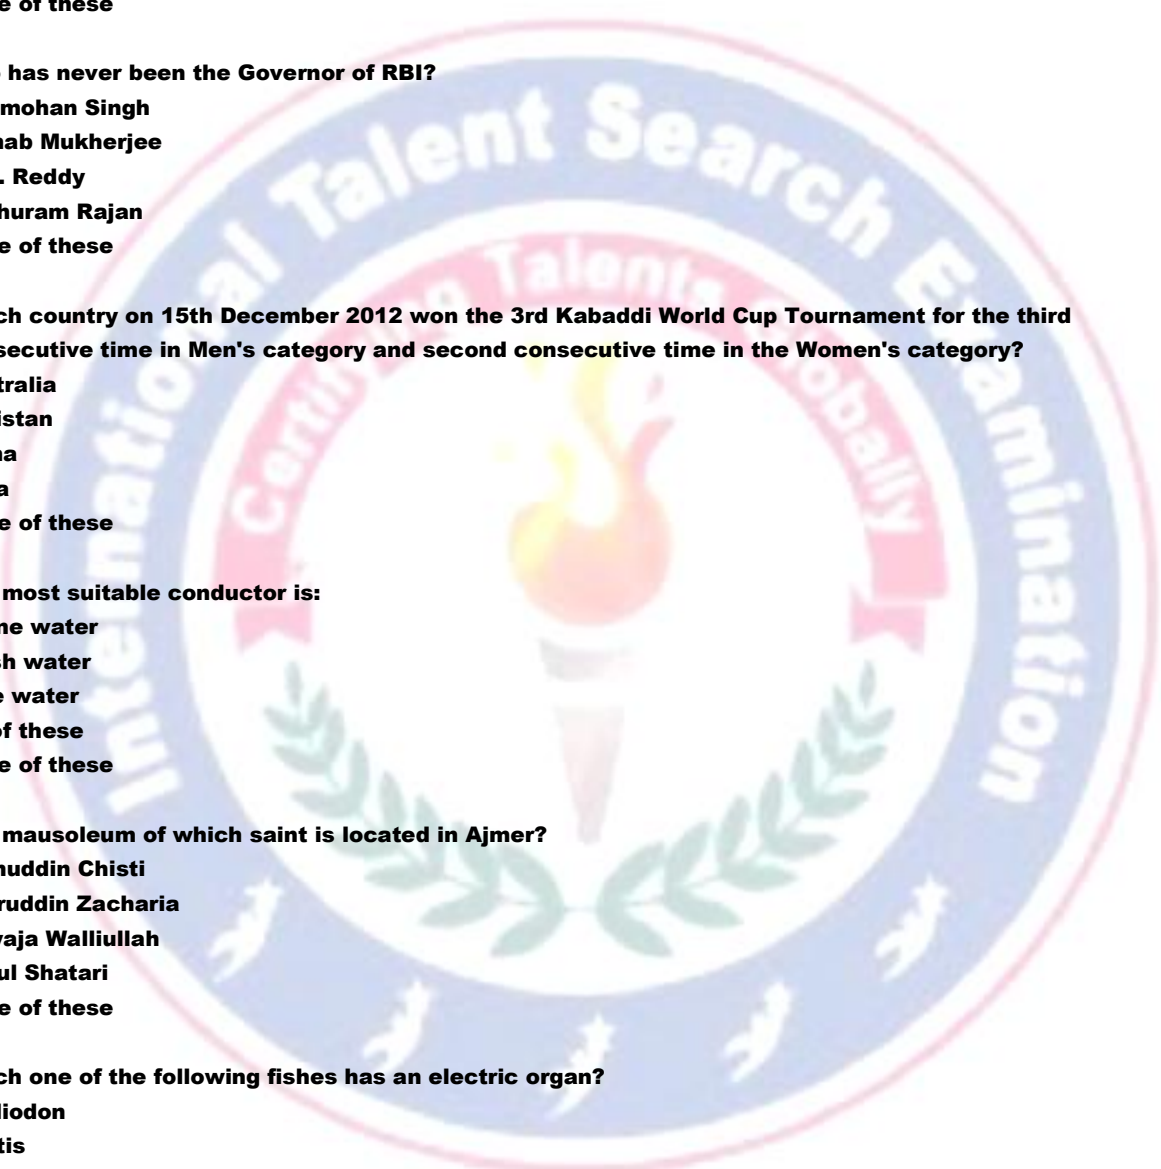 e of these
has never been the Governor of RBI?
mohan Singh
nab Mukherjee
. Reddy
huram Rajan
e of these
ch country on 15th December 2012 won the 3rd Kabaddi World Cup Tournament for the third
secutive time in Men's category and second consecutive time in the Women's category?
tralia
istan
na
a
e of these
most suitable conductor is:
ne water
sh water
e water
of these
e of these
mausoleum of which saint is located in Ajmer?
nuddin Chisti
ruddin Zacharia
waja Walliullah
ul Shatari
e of these
ch one of the following fishes has an electric organ?
liodon
tis
International Talent Search Examination
Certifying Talents Globally